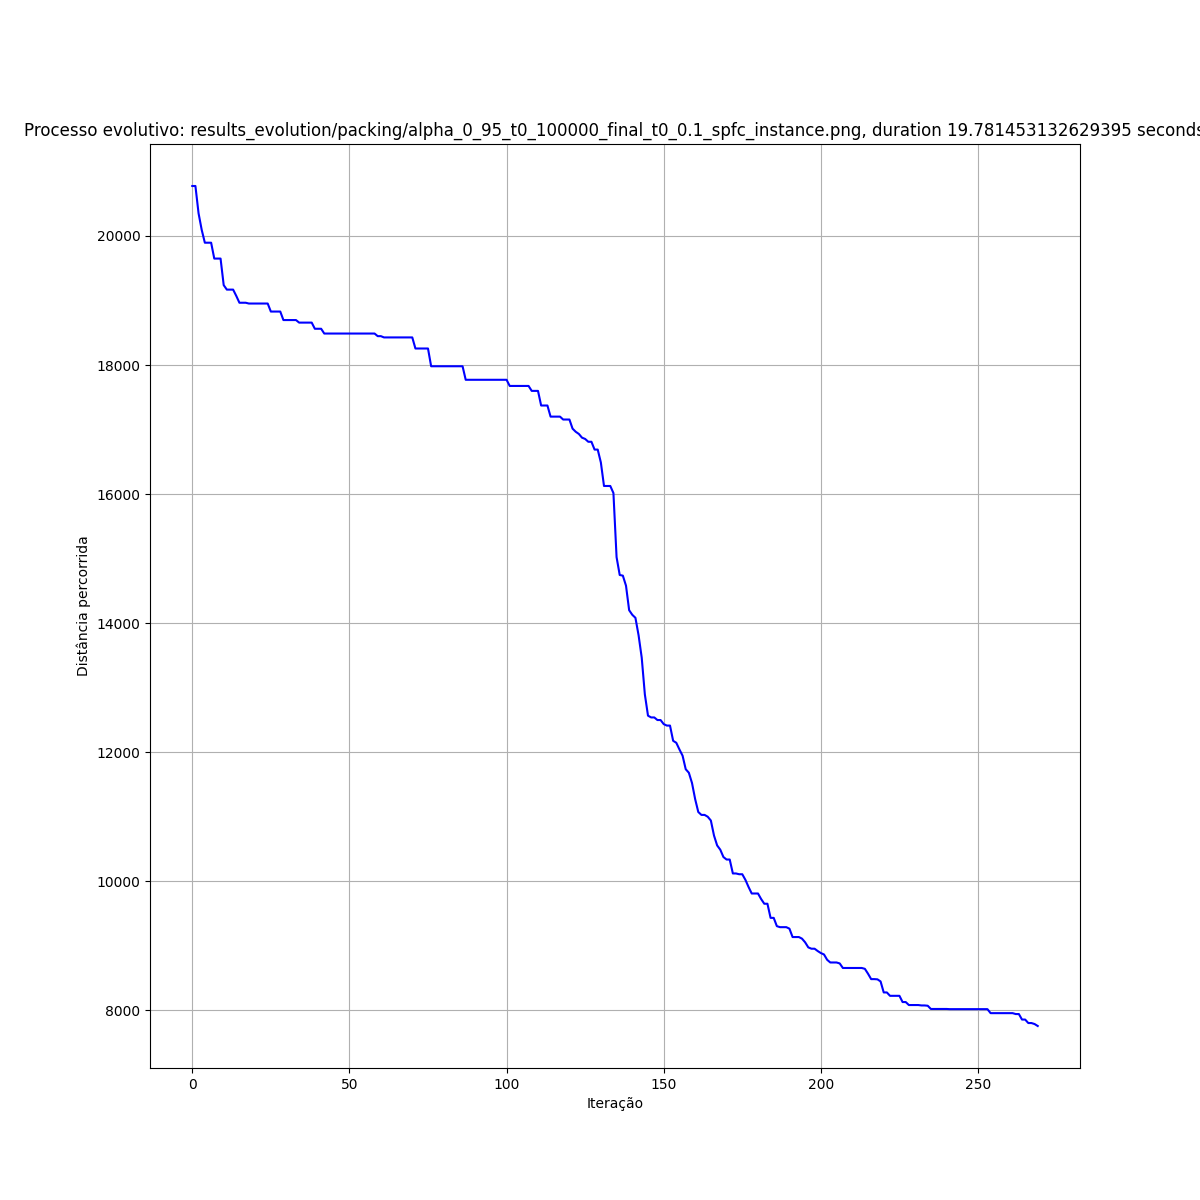 Processo evolutivo: results_evolution/packing/alpha_0_95_t0_100000_final_t0_0.1_spfc_instance.png, duration 19.781453132629395 seconds
20000
18000
16000
14000
12000
10000
8000
Distância percorrida
0 50 100 150 200 250
Iteração